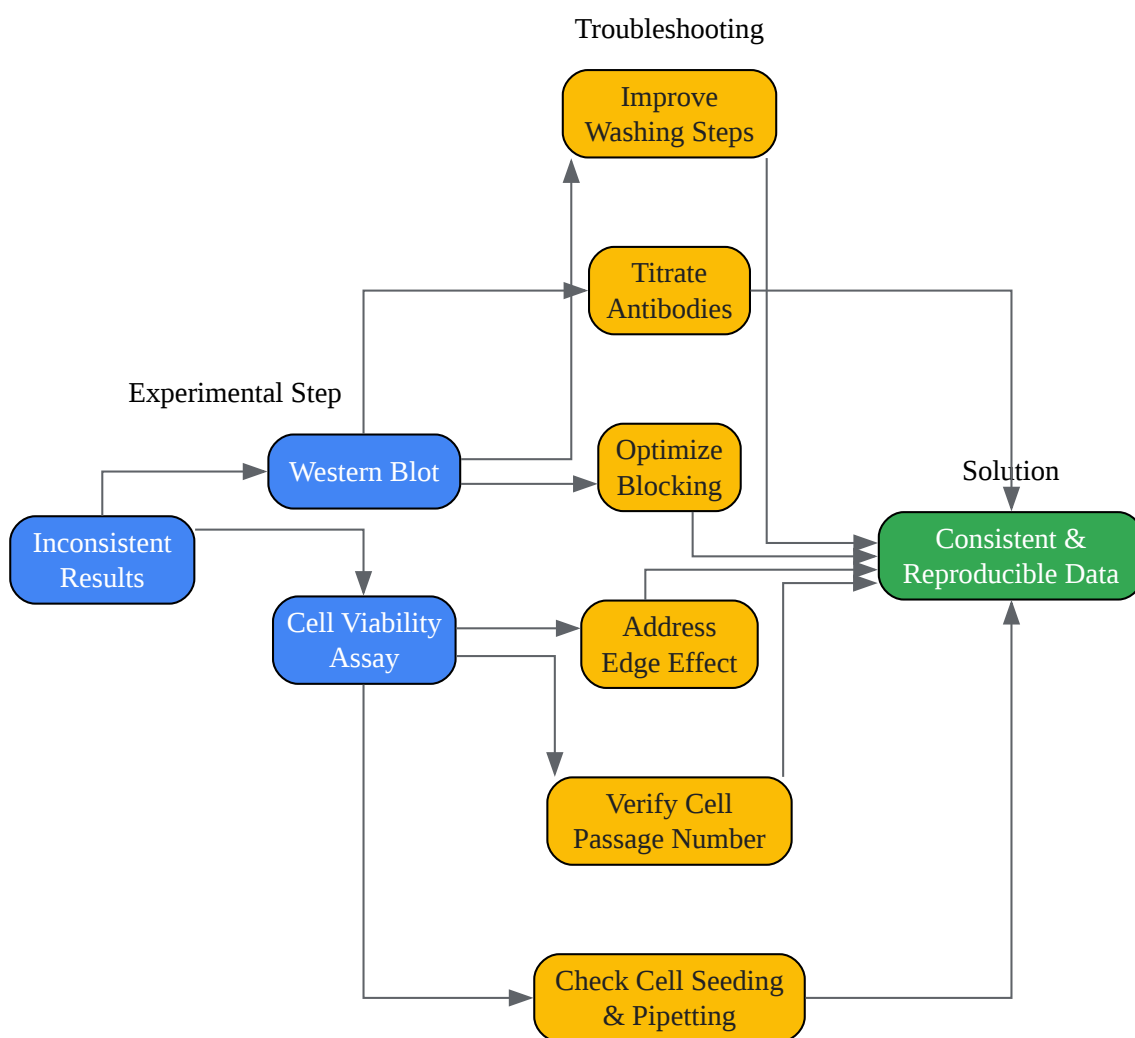 Troubleshooting
Improve
Washing Steps
Titrate
Antibodies
Experimental Step
Western Blot
Optimize
Blocking
Solution
Inconsistent
Results
Consistent &
Reproducible Data
Cell Viability
Assay
Address
Edge Effect
Verify Cell
Passage Number
Check Cell Seeding
& Pipetting